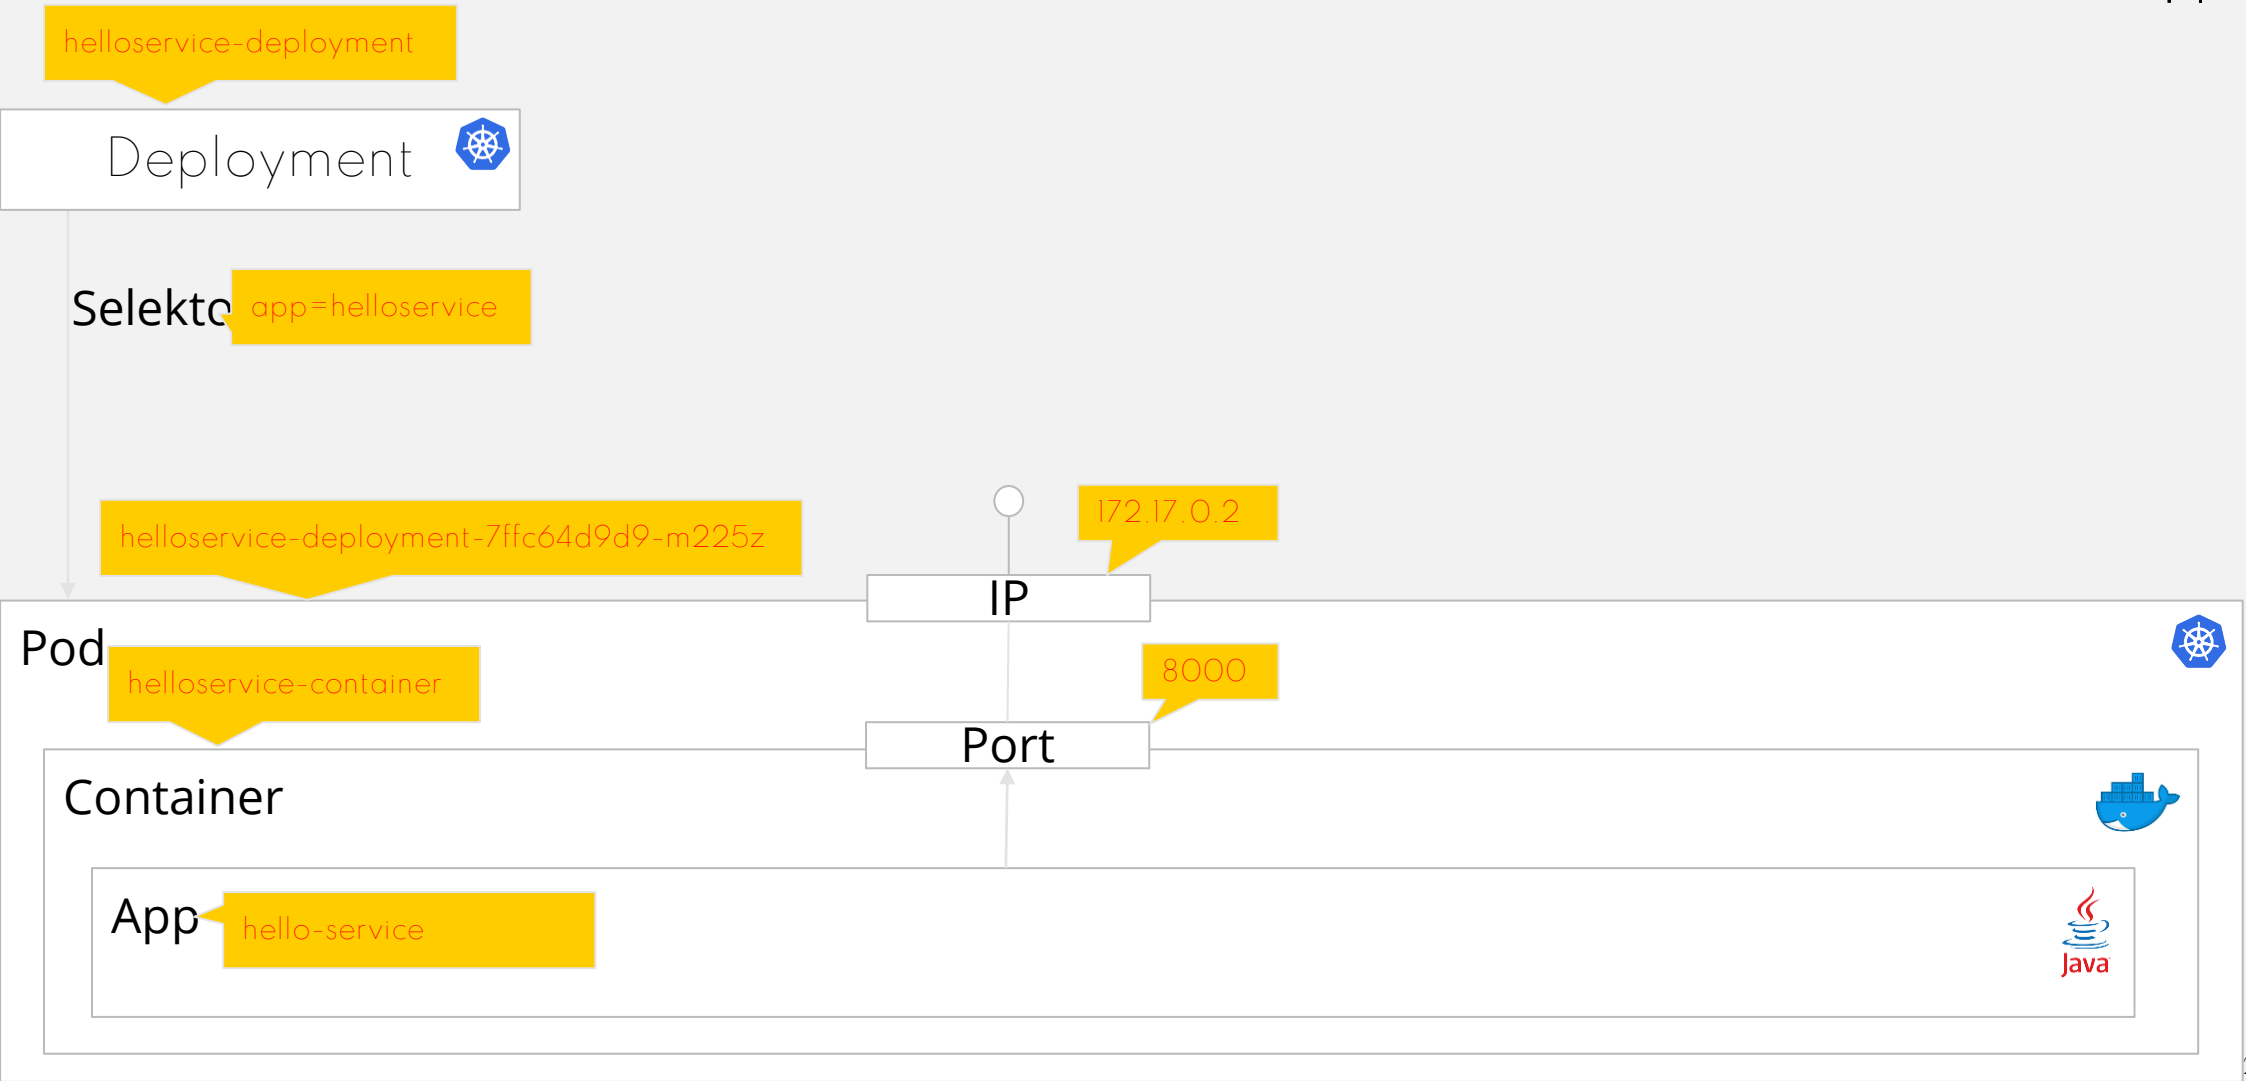 helloservice-deployment
Deployment
Selekto
app=helloservice
helloservice-deployment-7ffc64d9d9-m225z
172.17.0.2
IP
Pod
helloservice-container
8000
Port
Container
App
hello-service
Java